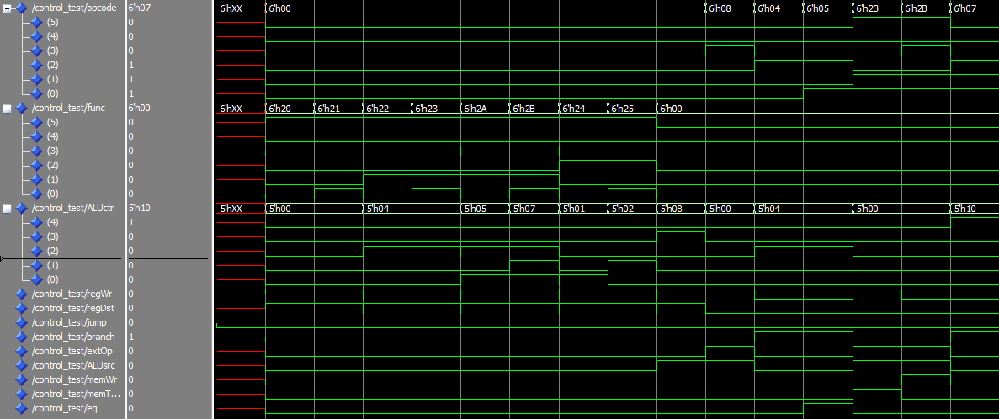 /control_test/opcode 6'h07 6'hXX 6'h00 6'h08 6'h04 6'h05 6'h23 6'h2B 6'h07
(5) 0
(4) 0
(3) 0
(2) 1
(1) 1
(0) 1
/control_test/func 6'h00 6'hXX 6'h20 6'h21 6'h22 6'h23 6'h2A 6'h2B 6'h24 6'h25 6'h00
(5) 0
(4) 0
(3) 0
(2) 0
(1) 0
(0) 0
/control_test/ALUctr 5'h10 5'hXX 5'h00 5'h04 5'h05 5'h07 5'h01 5'h02 5'h08 5'h00 5'h04 5'h00 5'h10
(4) 1
(3) 0
(2) 0
(1) 0
(0) 0
/control_test/regWr 0
/control_test/regDst 0
/control_test/jump 0
/control_test/branch 1
/control_test/extOp 0
/control_test/ALUsrc 0
/control_test/memWr 0
/control_test/memT... 0
/control_test/eq 0